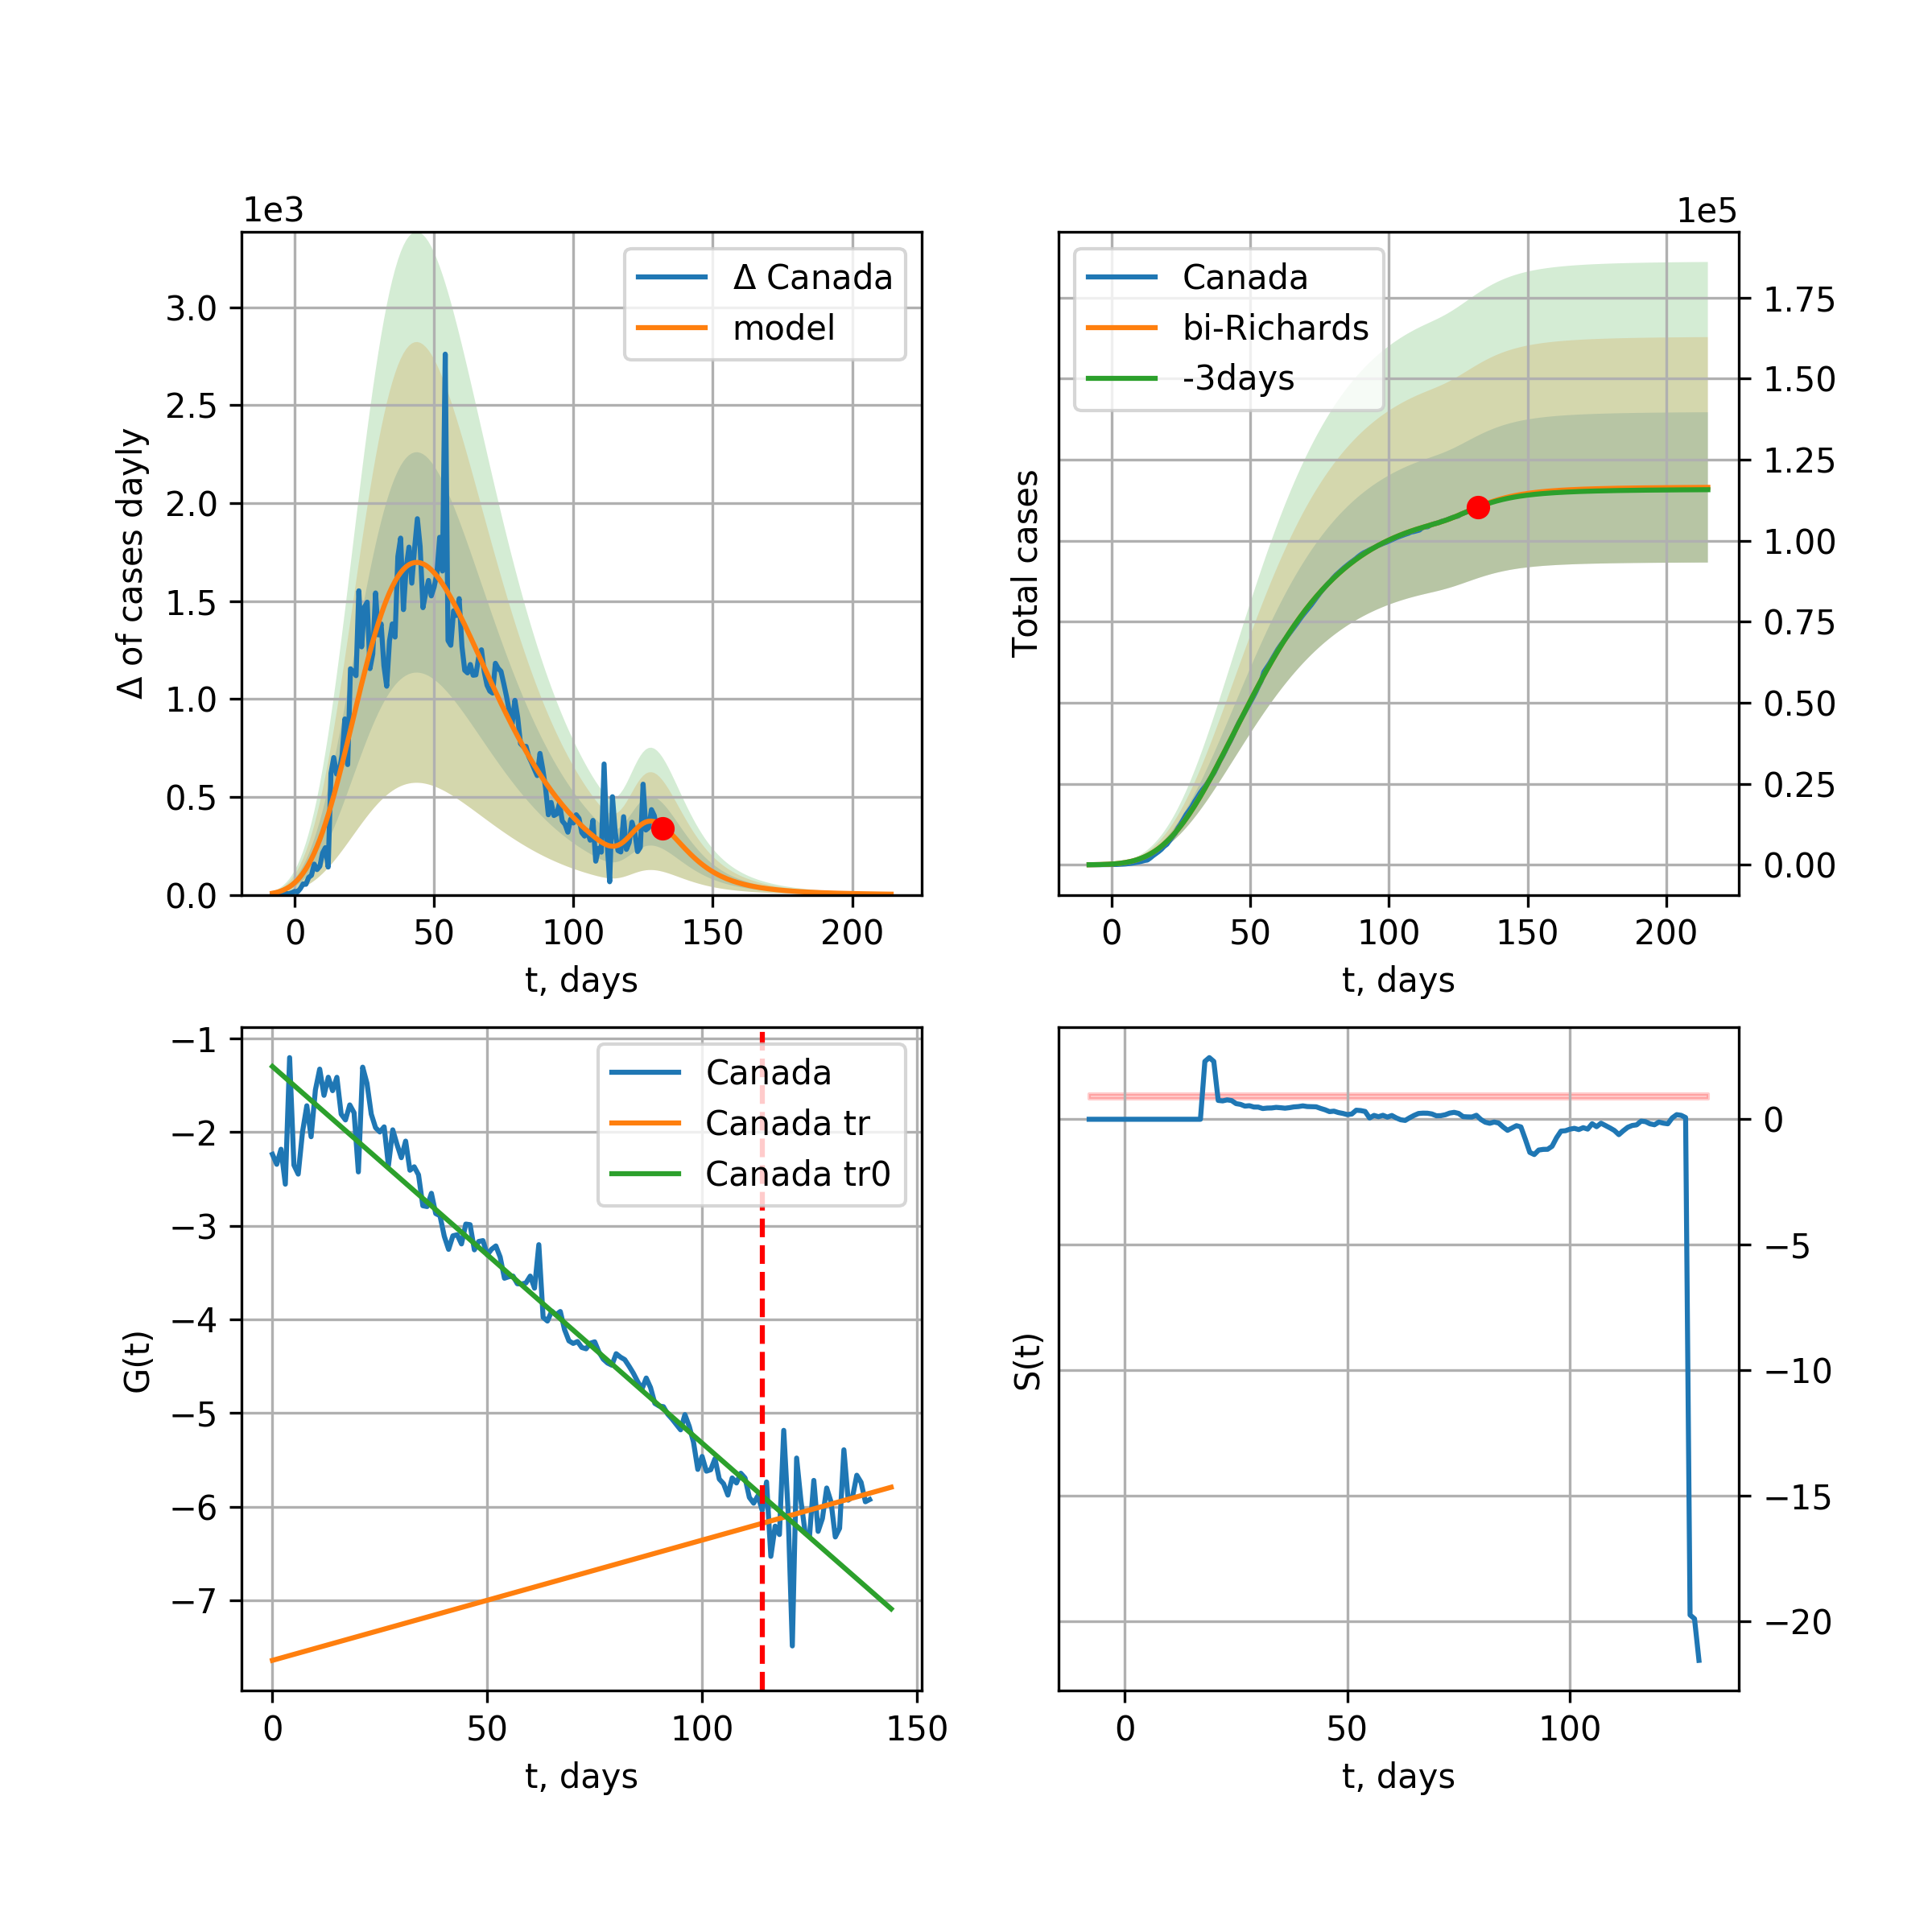 1e3
Δ of cases dayly
3.0
2.5
2.0
1.5
1.0
0.5
0.0
Δ Canada
model
0 50 100 150 200
t, days
1e5
Total cases
Canada
bi-Richards
-3days
1.75
1.50
1.25
1.00
0.75
0.50
0.25
0.00
0 50 100 150 200
t, days
G(t)
−1
−2
−3
−4
−5
−6
−7
Canada
Canada tr
Canada tr0
0 50 100 150
t, days
S(t)
0
−5
−10
−15
−20
0 50 100
t, days